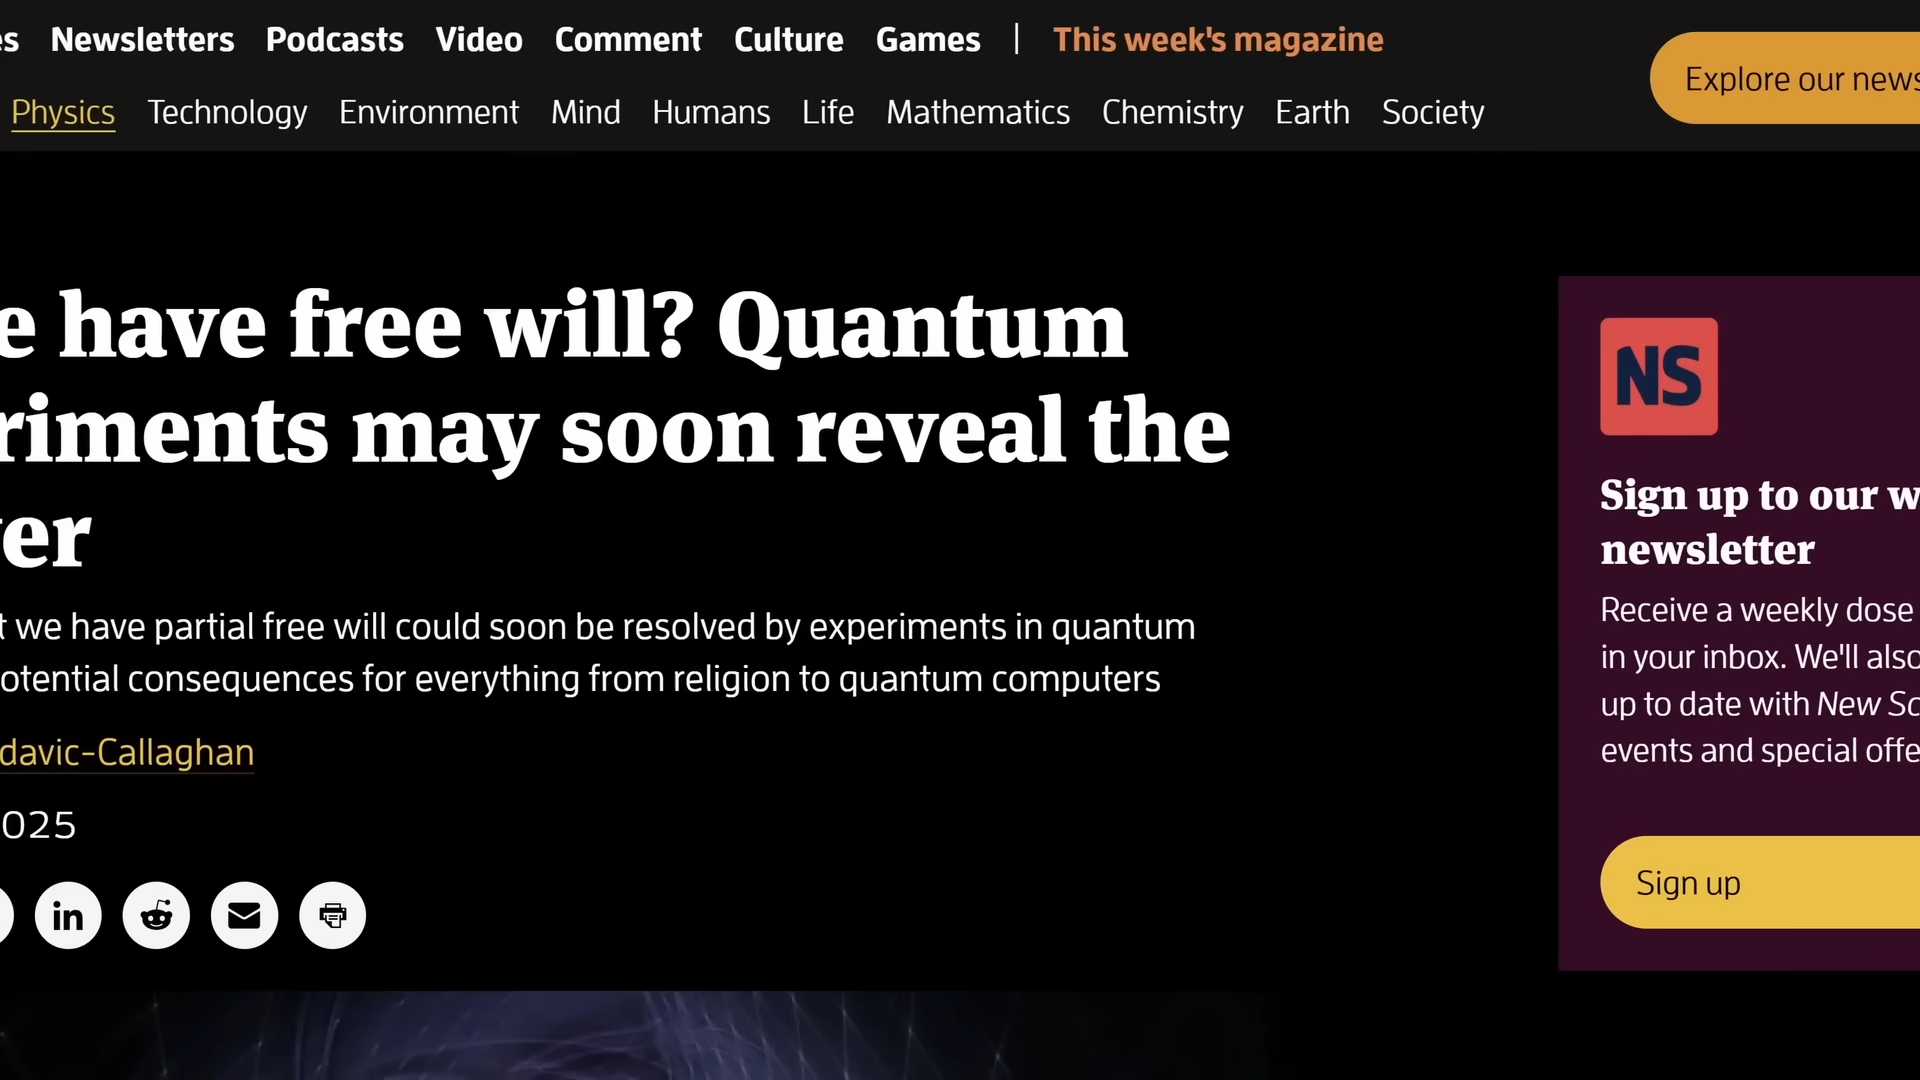 es Newsletters Podcasts Video Comment Culture Games | This week's magazine
Explore our news
Physics Technology Environment Mind Humans Life Mathematics Chemistry Earth Society
e have free will? Quantum
riments may soon reveal the
er
t we have partial free will could soon be resolved by experiments in quantum
otential consequences for everything from religion to quantum computers
davic-Callaghan
025
in
NS
Sign up to our w
newsletter
Receive a weekly dose
in your inbox. We'll also
up to date with New Sc
events and special offe
Sign up